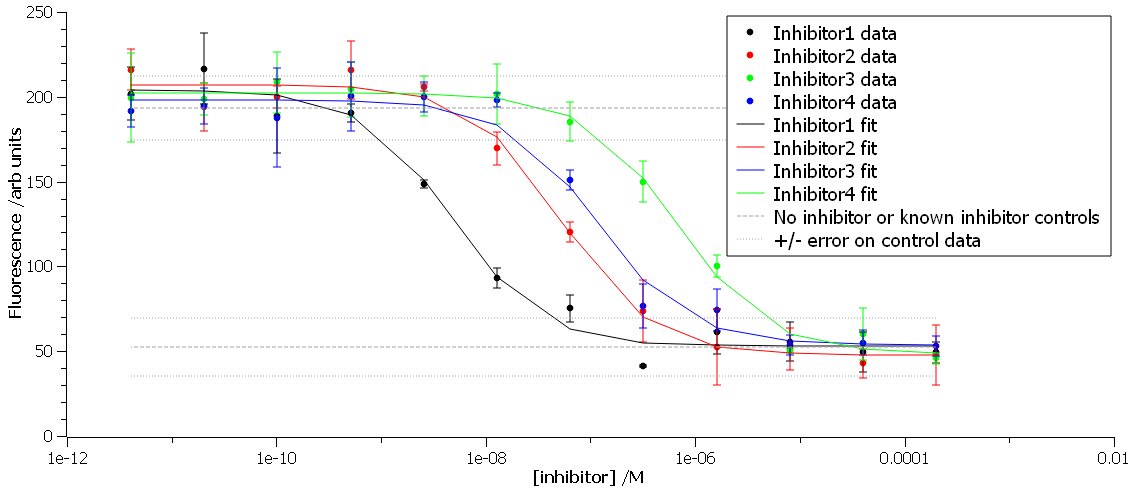 250
200
150
100
50
0
Fluorescence /arb units
1e-12
1e-10
1e-08
1e-06
0.0001
0.01
[inhibitor] /M
Inhibitor1 data
Inhibitor2 data
Inhibitor3 data
Inhibitor4 data
Inhibitor1 fit
Inhibitor2 fit
Inhibitor3 fit
Inhibitor4 fit
No inhibitor or known inhibitor controls
+/- error on control data